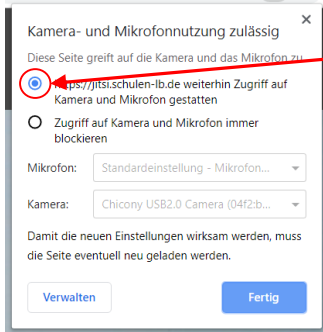 Kamera- und Mikrofonnutzung zulässig
Diese Seite greift auf die Kamera und das Mikrofon zu.
https://jitsi.schulen-lb.de weiterhin Zugriff auf
Kamera und Mikrofon gestatten
Zugriff auf Kamera und Mikrofon immer
blockieren
Mikrofon: Standardeinstellung - Mikrofon...
Kamera: Chicony USB2.0 Camera (04f2:b...
Damit die neuen Einstellungen wirksam werden, muss
die Seite eventuell neu geladen werden.
Verwalten Fertig